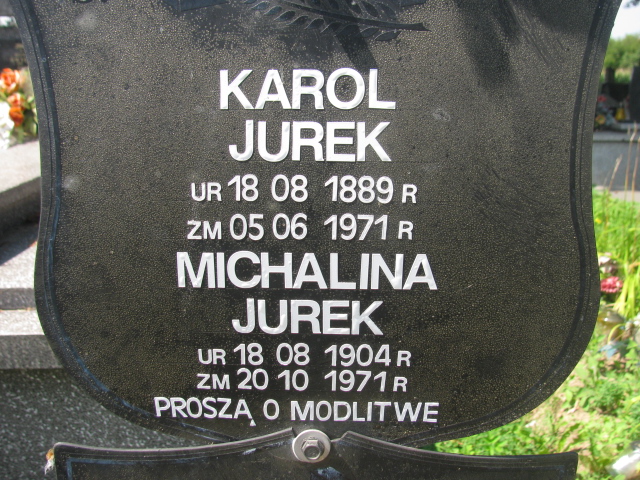 KAROL
JUREK
UR 18 08 1889 R
ZM 05 06 1971 R
MICHALINA
JUREK
UR 18 08 1904 R
ZM 20 10 1971 R
PROSZĄ O MODLITWE